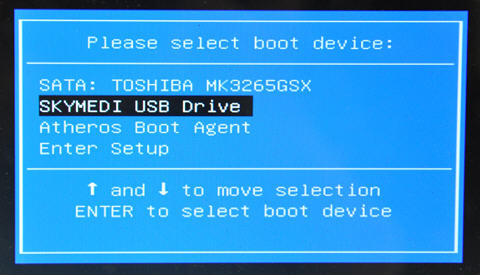 Please select boot device:
SATA: TOSHIBA MK3265GSX
SKYMEDI USB Drive
Atheros Boot Agent
Enter Setup
↑ and ↓ to move selection
ENTER to select boot device